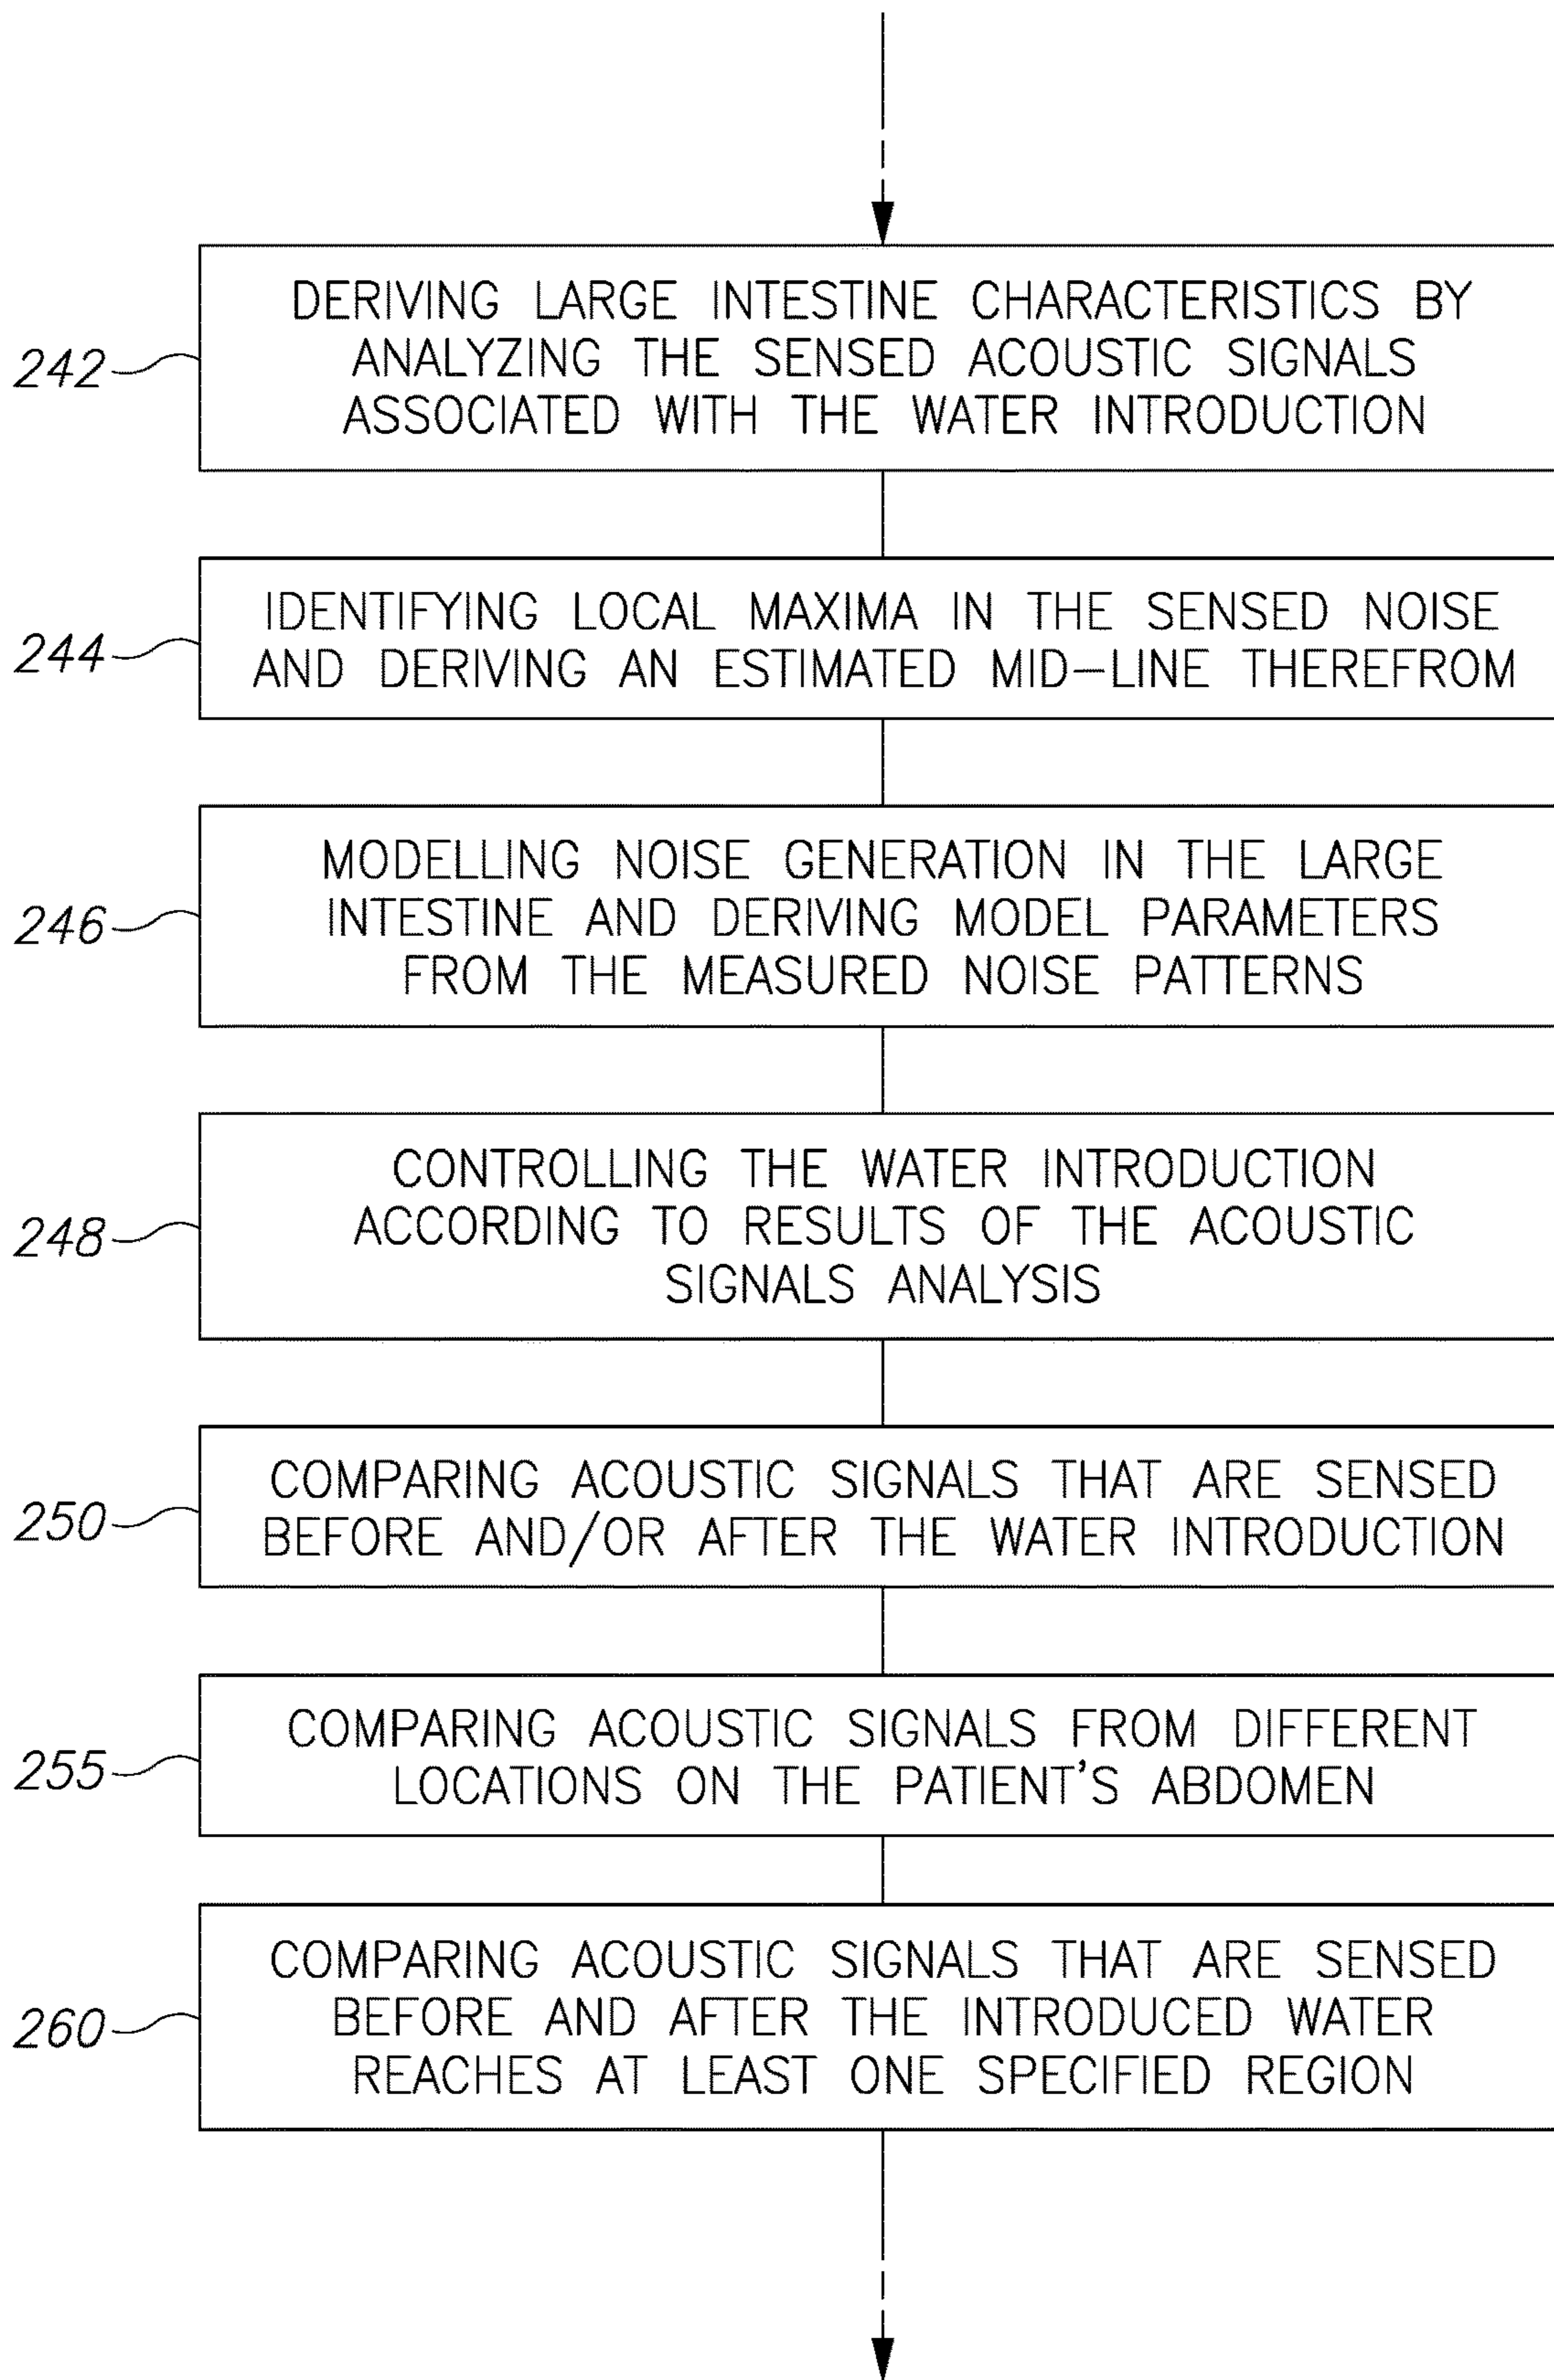 DERIVING LARGE INTESTINE CHARACTERISTICS BY
ANALYZING THE SENSED ACOUSTIC SIGNALS
ASSOCIATED WITH THE WATER INTRODUCTION
242
IDENTIFYING LOCAL MAXIMA IN THE SENSED NOISE
AND DERIVING AN ESTIMATED MID-LINE THEREFROM
244
MODELLING NOISE GENERATION IN THE LARGE
INTESTINE AND DERIVING MODEL PARAMETERS
FROM THE MEASURED NOISE PATTERNS
246
CONTROLLING THE WATER INTRODUCTION
ACCORDING TO RESULTS OF THE ACOUSTIC
SIGNALS ANALYSIS
248
COMPARING ACOUSTIC SIGNALS THAT ARE SENSED
BEFORE AND/OR AFTER THE WATER INTRODUCTION
250
COMPARING ACOUSTIC SIGNALS FROM DIFFERENT
LOCATIONS ON THE PATIENT'S ABDOMEN
255
COMPARING ACOUSTIC SIGNALS THAT ARE SENSED
BEFORE AND AFTER THE INTRODUCED WATER
REACHES AT LEAST ONE SPECIFIED REGION
260